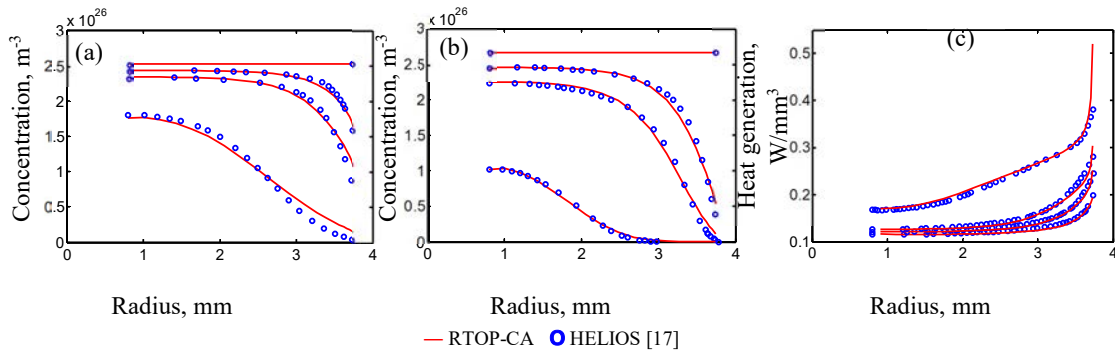 × 10^26
3
2.5
2
1.5
1
0.5
0
(a)
Concentration, m-3
0 1 2 3 4
Radius, mm
× 10^26
3
2.5
2
1.5
1
0.5
0
(b)
Concentration, m-3
0 1 2 3 4
Radius, mm
0.5
0.4
0.3
0.2
0.1
(c)
Heat generation,
W/mm3
0 1 2 3 4
Radius, mm
RTOP-CA HELIOS [17]